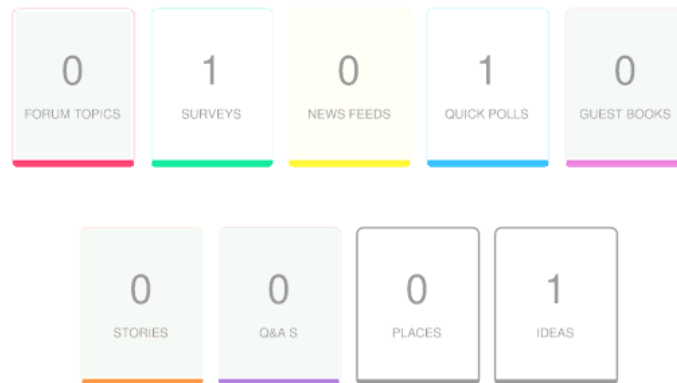 0
FORUM TOPICS
1
SURVEYS
0
NEWS FEEDS
1
QUICK POLLS
0
GUEST BOOKS
0
STORIES
0
Q&A S
0
PLACES
1
IDEAS